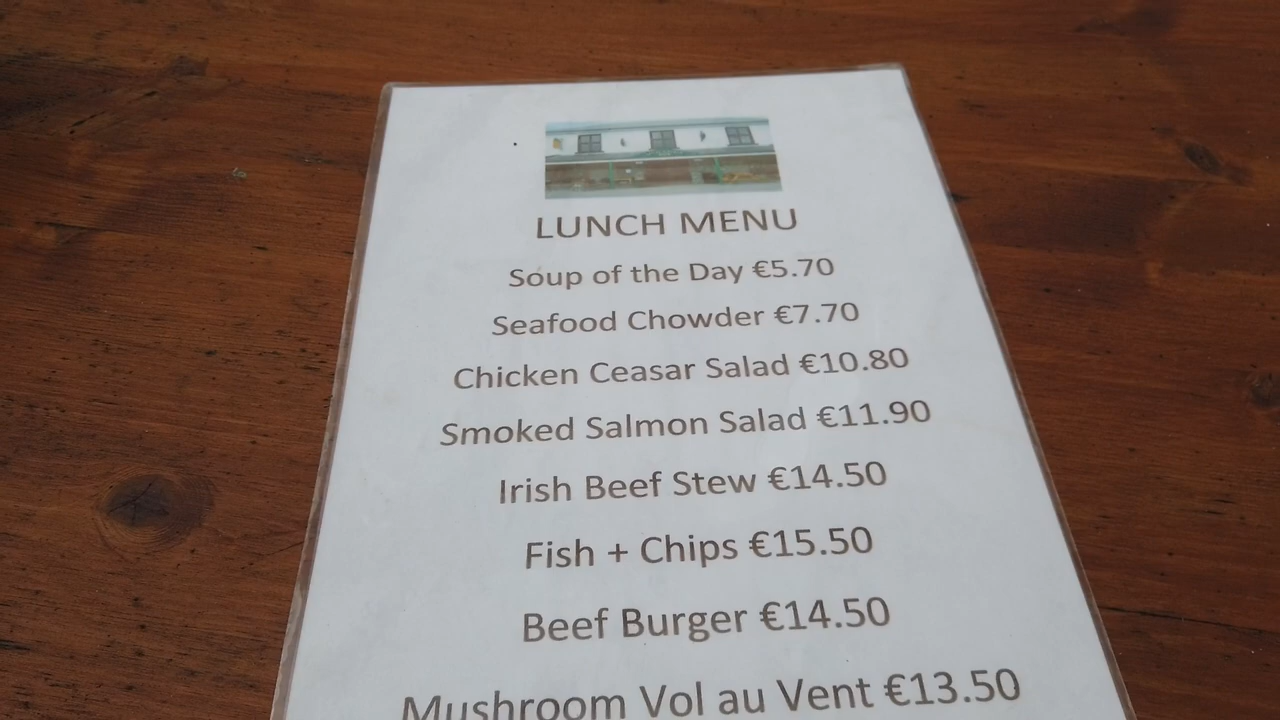 LUNCH MENU
Soup of the Day €5.70
Seafood Chowder €7.70
Chicken Ceasar Salad €10.80
Smoked Salmon Salad €11.90
Irish Beef Stew €14.50
Fish + Chips €15.50
Beef Burger €14.50
Mushroom Vol au Vent €13.50